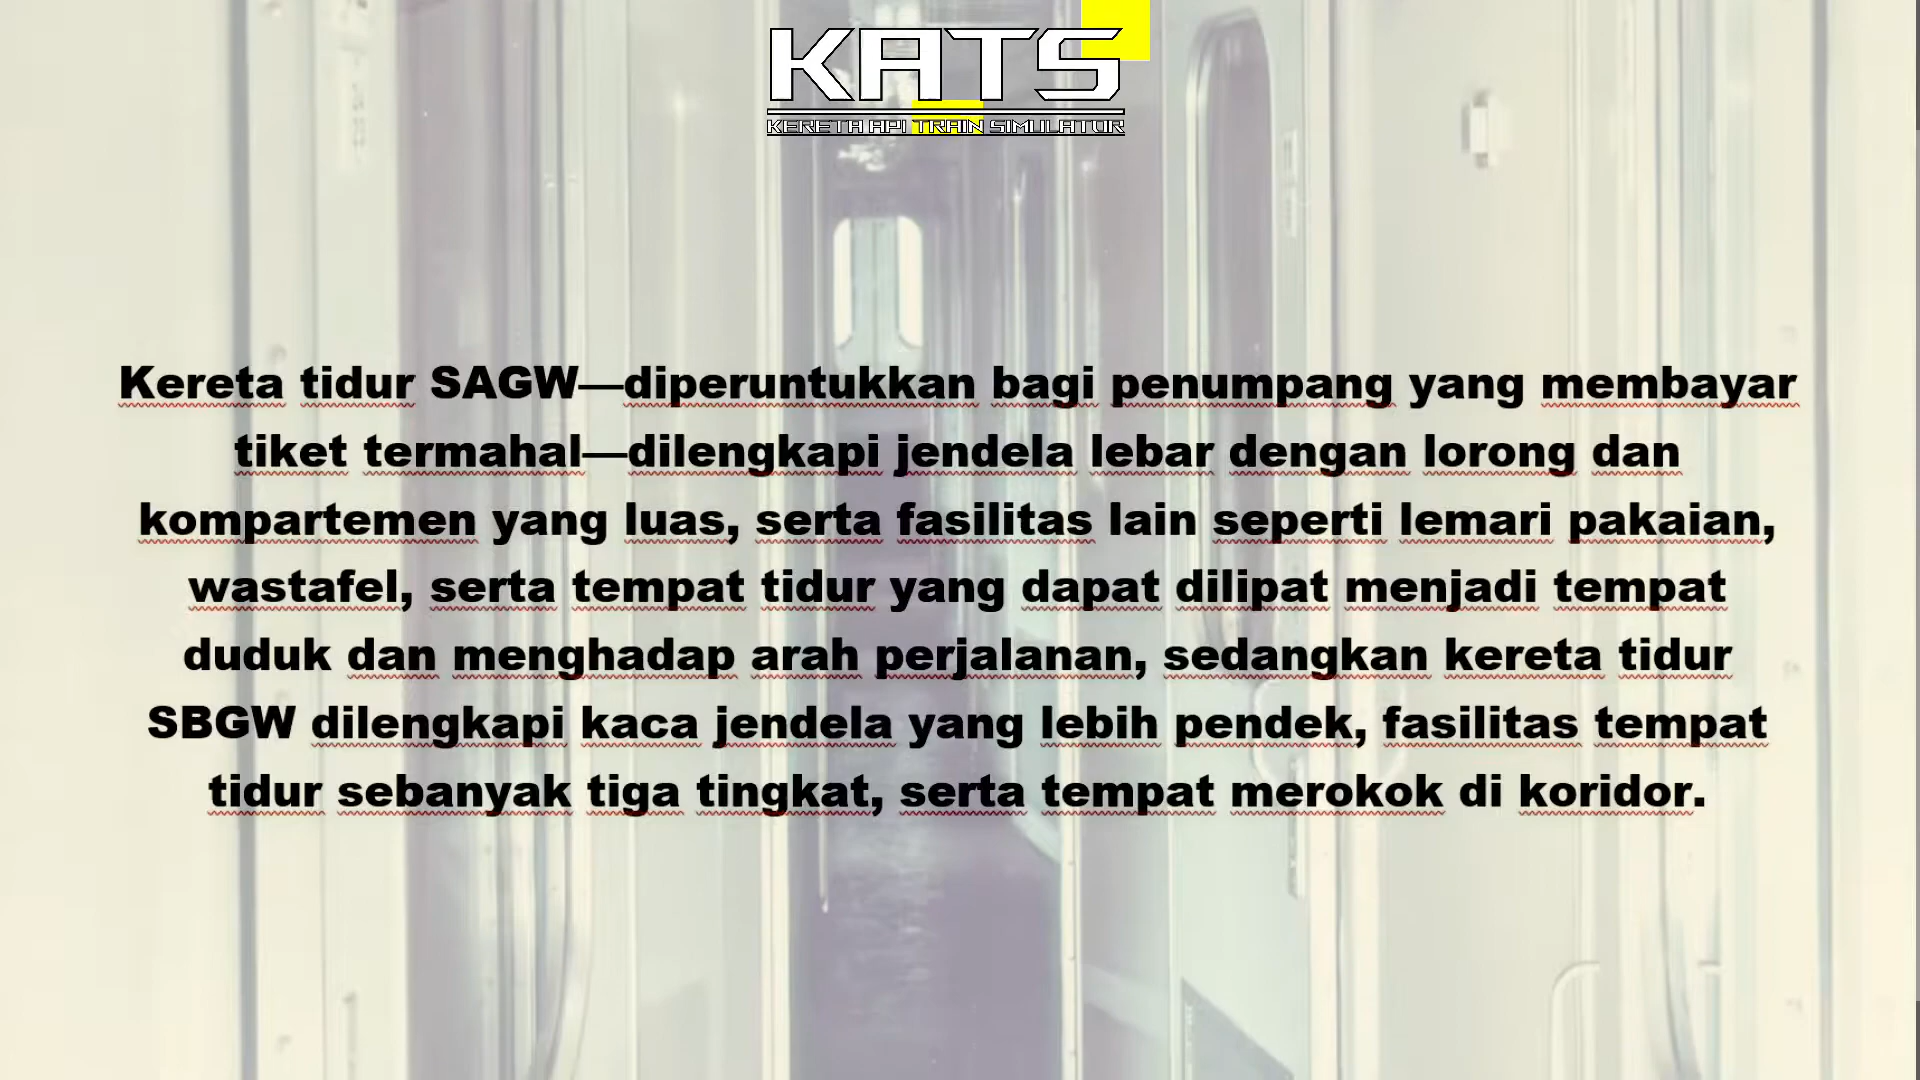 KATS
KERETA API TRAIN SIMULATUR
Kereta tidur SAGW—diperuntukkan bagi penumpang yang membayar
tiket termahal—dilengkapi jendela lebar dengan lorong dan
kompartemen yang luas, serta fasilitas lain seperti lemari pakaian,
wastafel, serta tempat tidur yang dapat dilipat menjadi tempat
duduk dan menghadap arah perjalanan, sedangkan kereta tidur
SBGW dilengkapi kaca jendela yang lebih pendek, fasilitas tempat
tidur sebanyak tiga tingkat, serta tempat merokok di koridor.